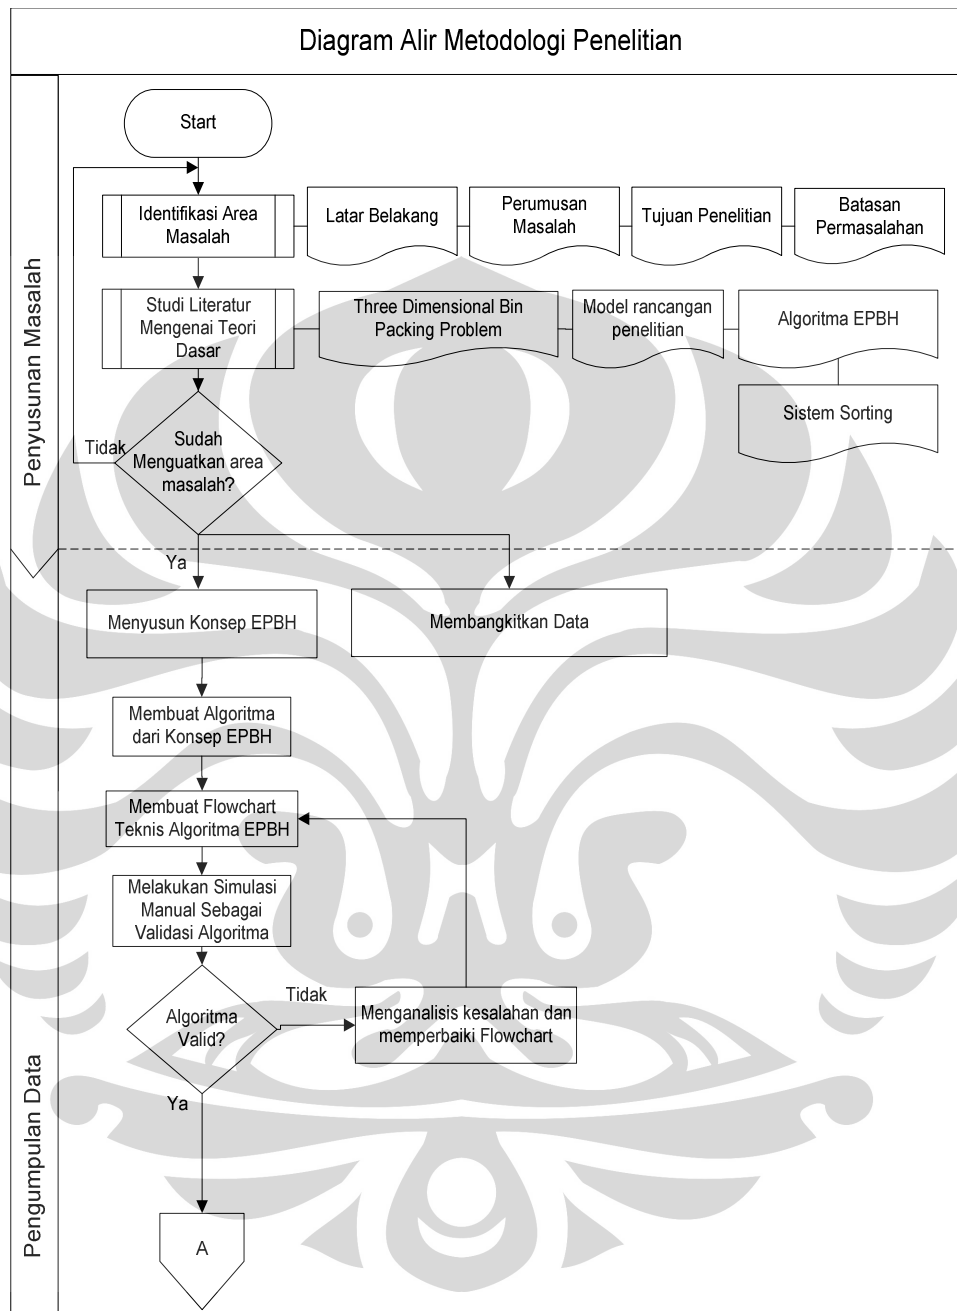 Diagram Alir Metodologi Penelitian
Penyusunan Masalah
Start
Identifikasi Area
Masalah
Latar Belakang
Perumusan
Masalah
Tujuan Penelitian
Batasan
Permasalahan
Studi Literatur
Mengenai Teori
Dasar
Three Dimensional Bin
Packing Problem
Model rancangan
penelitian
Algoritma EPBH
Sistem Sorting
Sudah
Menguatkan area
masalah?
Tidak
Ya
Pengumpulan Data
Menyusun Konsep EPBH
Membangkitkan Data
Membuat Algoritma
dari Konsep EPBH
Membuat Flowchart
Teknis Algoritma EPBH
Melakukan Simulasi
Manual Sebagai
Validasi Algoritma
Algoritma
Valid?
Tidak
Menganalisis kesalahan dan
memperbaiki Flowchart
Ya
A